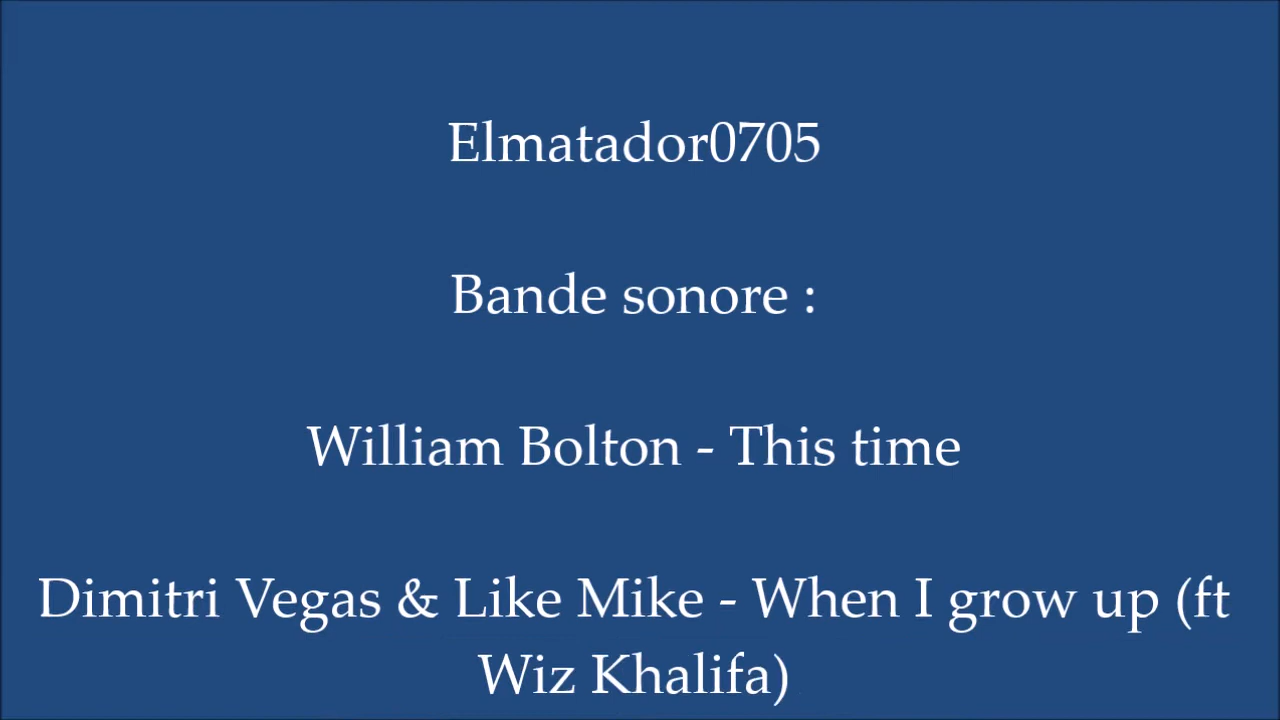 Elmatador0705
Bande sonore :
William Bolton - This time
Dimitri Vegas & Like Mike - When I grow up (ft
Wiz Khalifa)